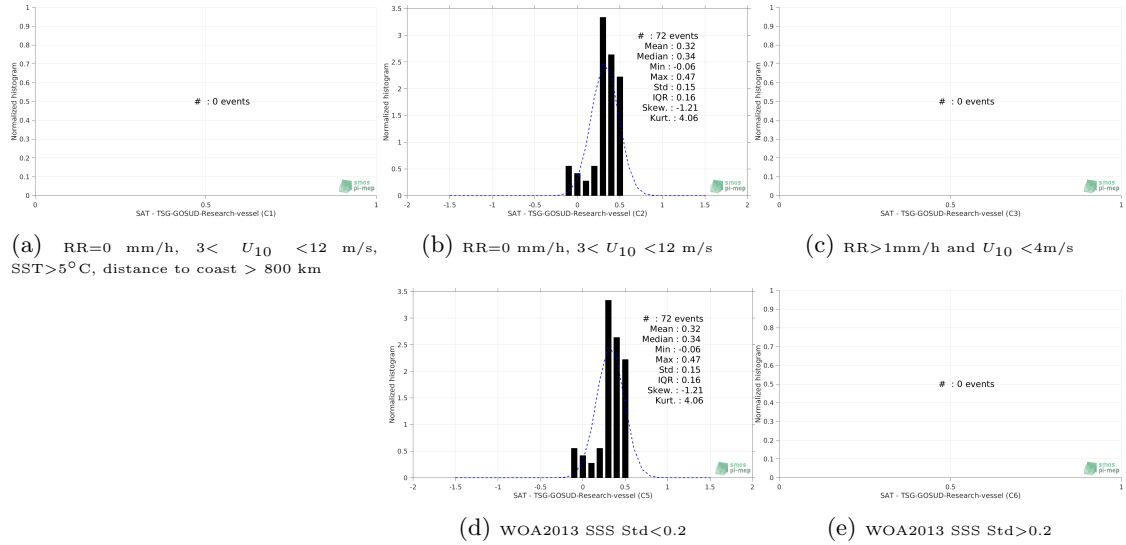 1
0.9
0.8
0.7
0.6
0.5
0.4
0.3
0.2
0.1
0
Normalized histogram
# : 0 events
smos
pi-mep
0 0.5 1
SAT - TSG-GOSUD-Research-vessel (C1)
3.5
3
2.5
2
1.5
1
0.5
0
Normalized histogram
# : 72 events
Mean : 0.32
Median : 0.34
Min : -0.06
Max : 0.47
Std : 0.15
IQR : 0.16
Skew. : -1.21
Kurt. : 4.06
smos
pi-mep
-2 -1.5 -1 -0.5 0 0.5 1 1.5 2
SAT - TSG-GOSUD-Research-vessel (C2)
1
0.9
0.8
0.7
0.6
0.5
0.4
0.3
0.2
0.1
0
Normalized histogram
# : 0 events
smos
pi-mep
0 0.5 1
SAT - TSG-GOSUD-Research-vessel (C3)
(a) RR=0 mm/h, 3< U10 <12 m/s,
SST>5°C, distance to coast > 800 km
(b) RR=0 mm/h, 3< U10 <12 m/s
(c) RR>1mm/h and U10 <4m/s
3.5
3
2.5
2
1.5
1
0.5
0
Normalized histogram
# : 72 events
Mean : 0.32
Median : 0.34
Min : -0.06
Max : 0.47
Std : 0.15
IQR : 0.16
Skew. : -1.21
Kurt. : 4.06
smos
pi-mep
-2 -1.5 -1 -0.5 0 0.5 1 1.5 2
SAT - TSG-GOSUD-Research-vessel (C5)
1
0.9
0.8
0.7
0.6
0.5
0.4
0.3
0.2
0.1
0
Normalized histogram
# : 0 events
smos
pi-mep
0 0.5 1
SAT - TSG-GOSUD-Research-vessel (C6)
(d) WOA2013 SSS Std<0.2
(e) WOA2013 SSS Std>0.2